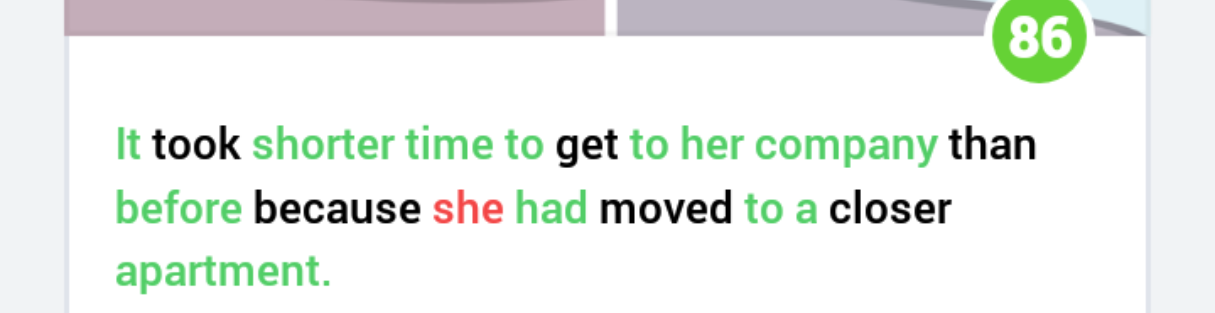 86
It took shorter time to get to her company than
before because she had moved to a closer
apartment.